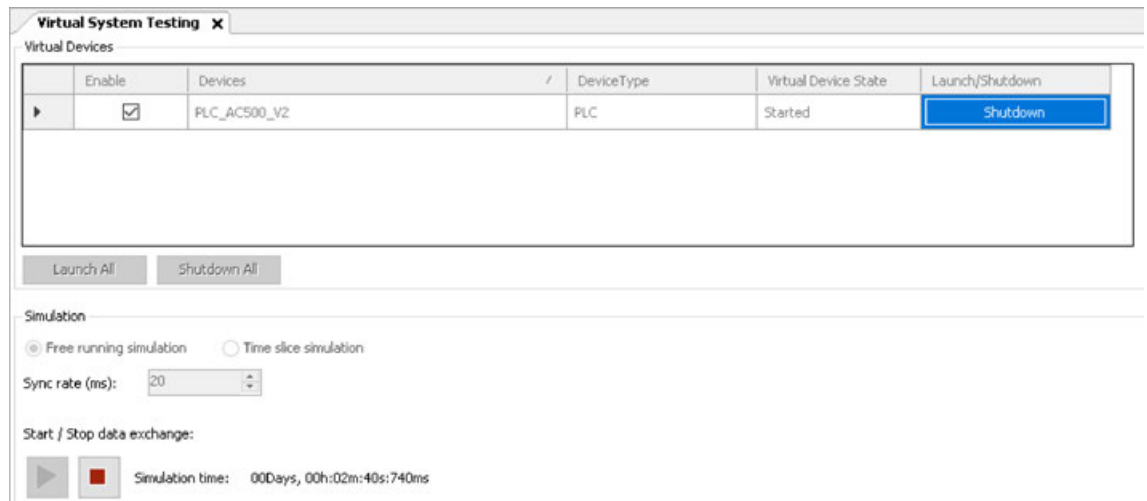 Virtual System Testing x
Virtual Devices
Enable Devices / DeviceType Virtual Device State Launch/Shutdown
PLC_AC500_V2 PLC Started Shutdown
Launch All Shutdown All
Simulation
Free running simulation Time slice simulation
Sync rate (ms): 20
Start / Stop data exchange:
Simulation time: 00Days, 00h:02m:40s:740ms